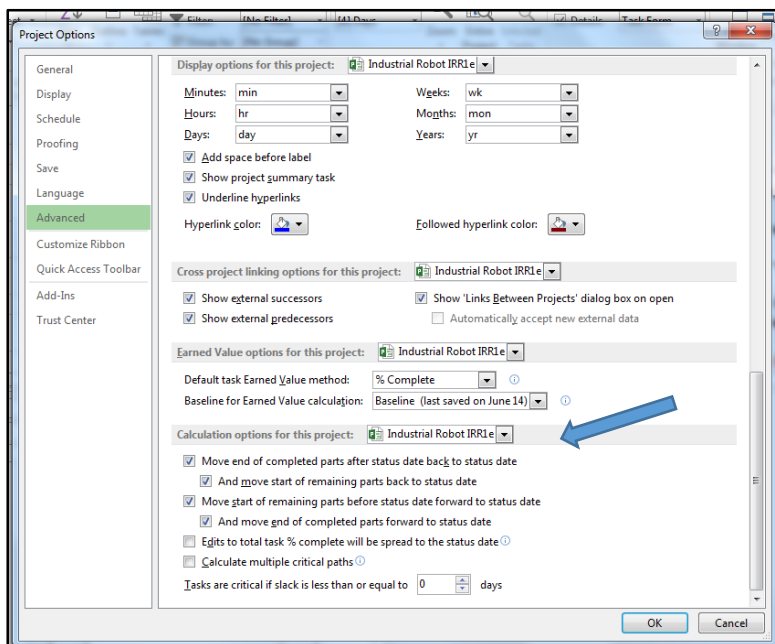 Filter: [No Filter] [4] Days Details Task Form
Project Options
General
Display
Schedule
Proofing
Save
Language
Advanced
Customize Ribbon
Quick Access Toolbar
Add-Ins
Trust Center
Display options for this project: Industrial Robot IRR1e
Minutes: min Weeks: wk
Hours: hr Months: mon
Days: day Years: yr
Add space before label
Show project summary task
Underline hyperlinks
Hyperlink color: Followed hyperlink color:
Cross project linking options for this project: Industrial Robot IRR1e
Show external successors Show 'Links Between Projects' dialog box on open
Show external predecessors Automatically accept new external data
Earned Value options for this project: Industrial Robot IRR1e
Default task Earned Value method: % Complete
Baseline for Earned Value calculation: Baseline (last saved on June 14)
Calculation options for this project: Industrial Robot IRR1e
Move end of completed parts after status date back to status date
And move start of remaining parts back to status date
Move start of remaining parts before status date forward to status date
And move end of completed parts forward to status date
Edits to total task % complete will be spread to the status date
Calculate multiple critical paths
Tasks are critical if slack is less than or equal to 0 days
OK Cancel